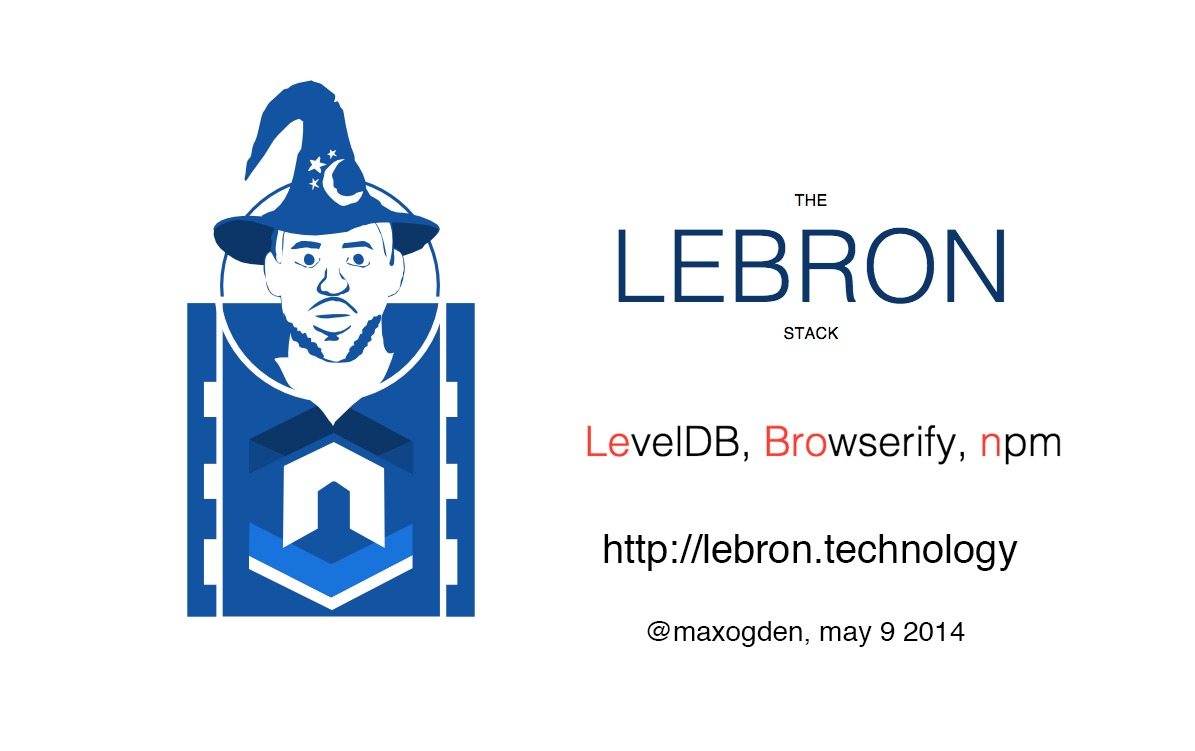 THE
LEBRON
STACK
LevelDB, Browserify, npm
http://lebron.technology
@maxogden, may 9 2014